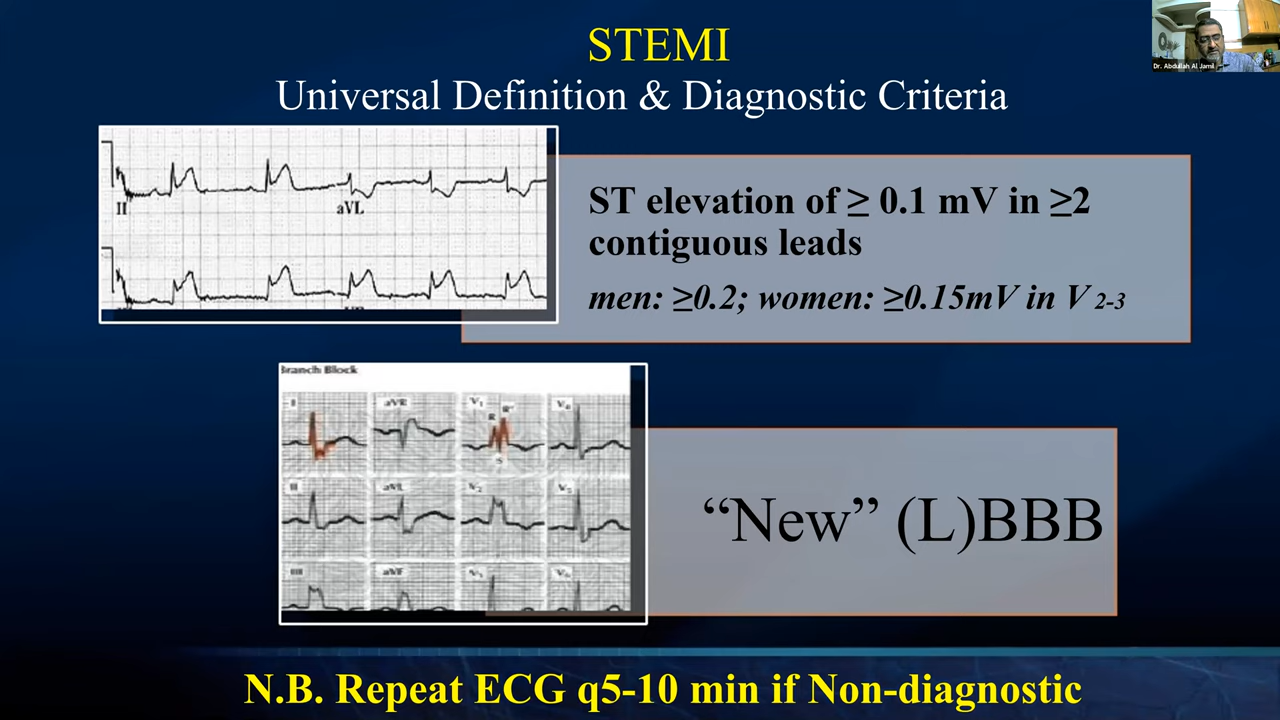 Dr. Abdullah Al Jamil
STEMI
Universal Definition & Diagnostic Criteria
II
aVL
ST elevation of ≥ 0.1 mV in ≥2
contiguous leads
men: ≥0.2; women: ≥0.15mV in V 2-3
Branch Block
I
aVR
V1
V4
R
R'
S
II
aVL
V2
V5
III
aVF
V3
V6
“New” (L)BBB
N.B. Repeat ECG q5-10 min if Non-diagnostic